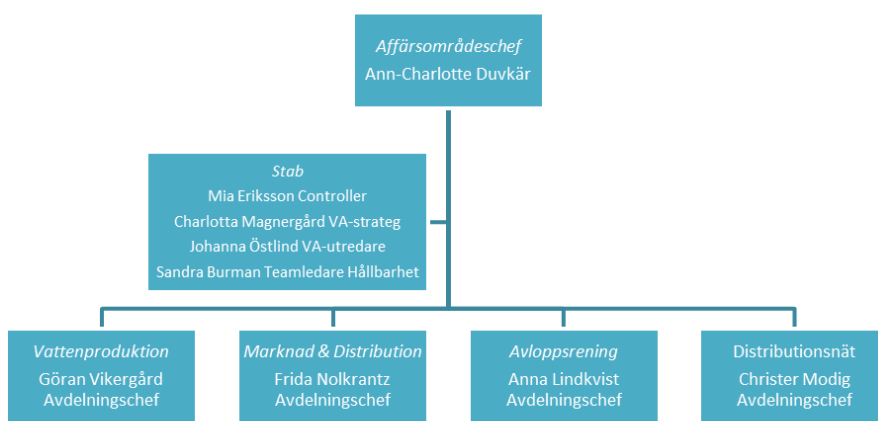 Affärsområdeschef
Ann-Charlotte Duvkär
Stab
Mia Eriksson Controller
Charlotta Magnergård VA-strateg
Johanna Östlind VA-utredare
Sandra Burman Teamledare Hållbarhet
Vattenproduktion
Göran Vikergård
Avdelningschef
Marknad & Distribution
Frida Nolkrantz
Avdelningschef
Avloppsrening
Anna Lindkvist
Avdelningschef
Distributionsnät
Christer Modig
Avdelningschef